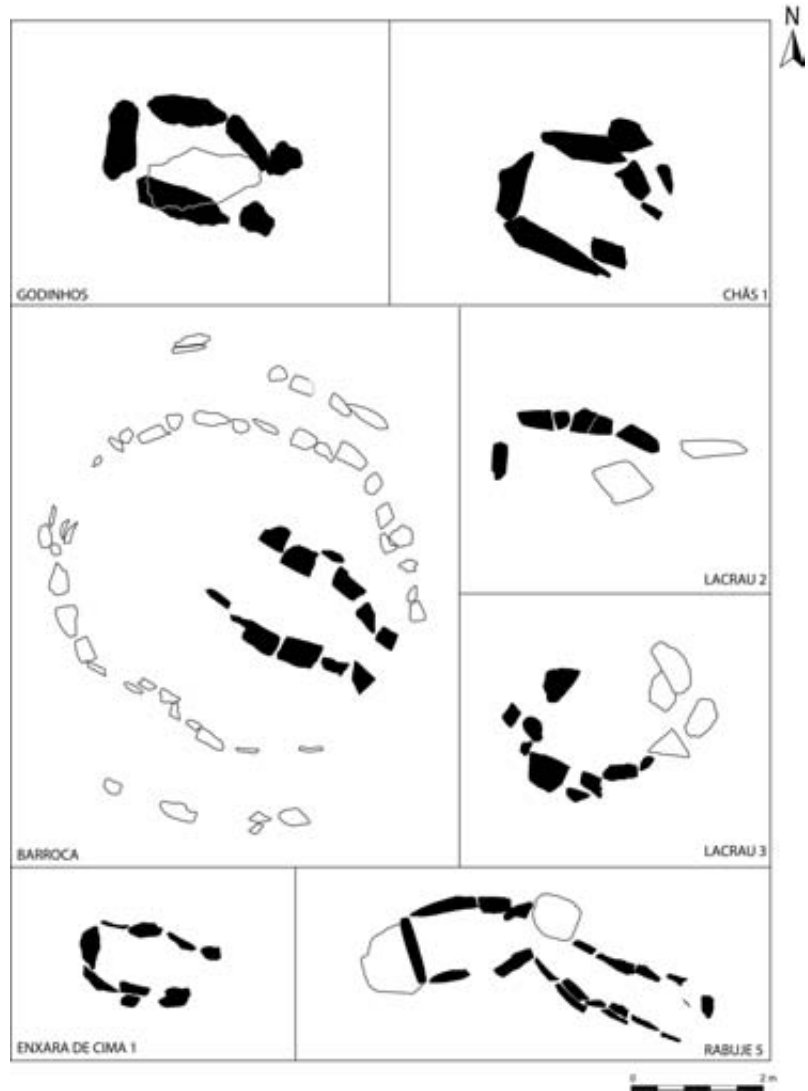 N
GODINHOS
CHÃS 1
LACRAU 2
BARROCA
LACRAU 3
ENXARA DE CIMA 1
RABUJE 5
0 2 m